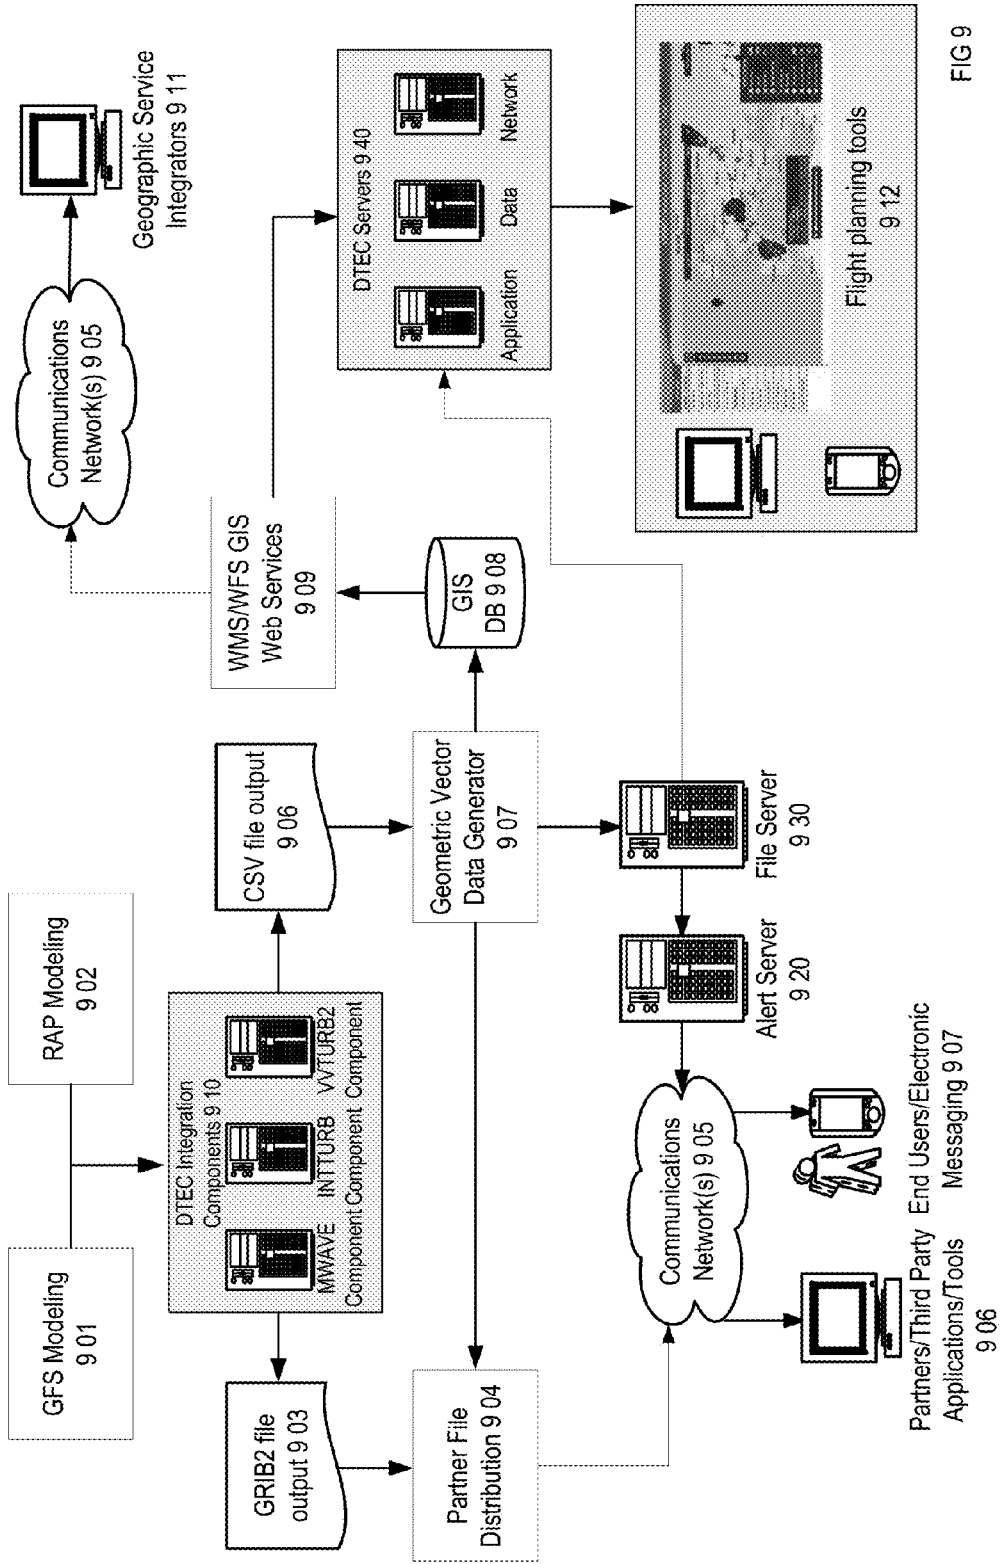 GFS Modeling
9 01
RAP Modeling
9 02
DTEC Integration
Components 9 10
MWAVE INTTURB VVTURB2
Component Component Component
GRIB2 file
output 9 03
CSV file output
9 06
Partner File
Distribution 9 04
Geometric Vector
Data Generator
9 07
GIS
DB 9 08
WMS/WFS GIS
Web Services
9 09
Communications
Network(s) 9 05
Geographic Service
Integrators 9 11
DTEC Servers 9 40
Application
Data
Network
Communications
Network(s) 9 05
Alert Server
9 20
File Server
9 30
Partners/Third Party
Applications/Tools
9 06
End Users/Electronic
Messaging 9 07
Flight planning tools
9 12
FIG 9